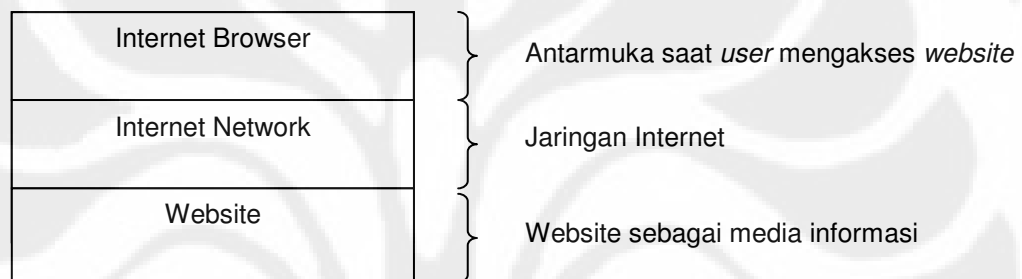 Internet Browser
Antarmuka saat user mengakses website
Internet Network
Jaringan Internet
Website
Website sebagai media informasi